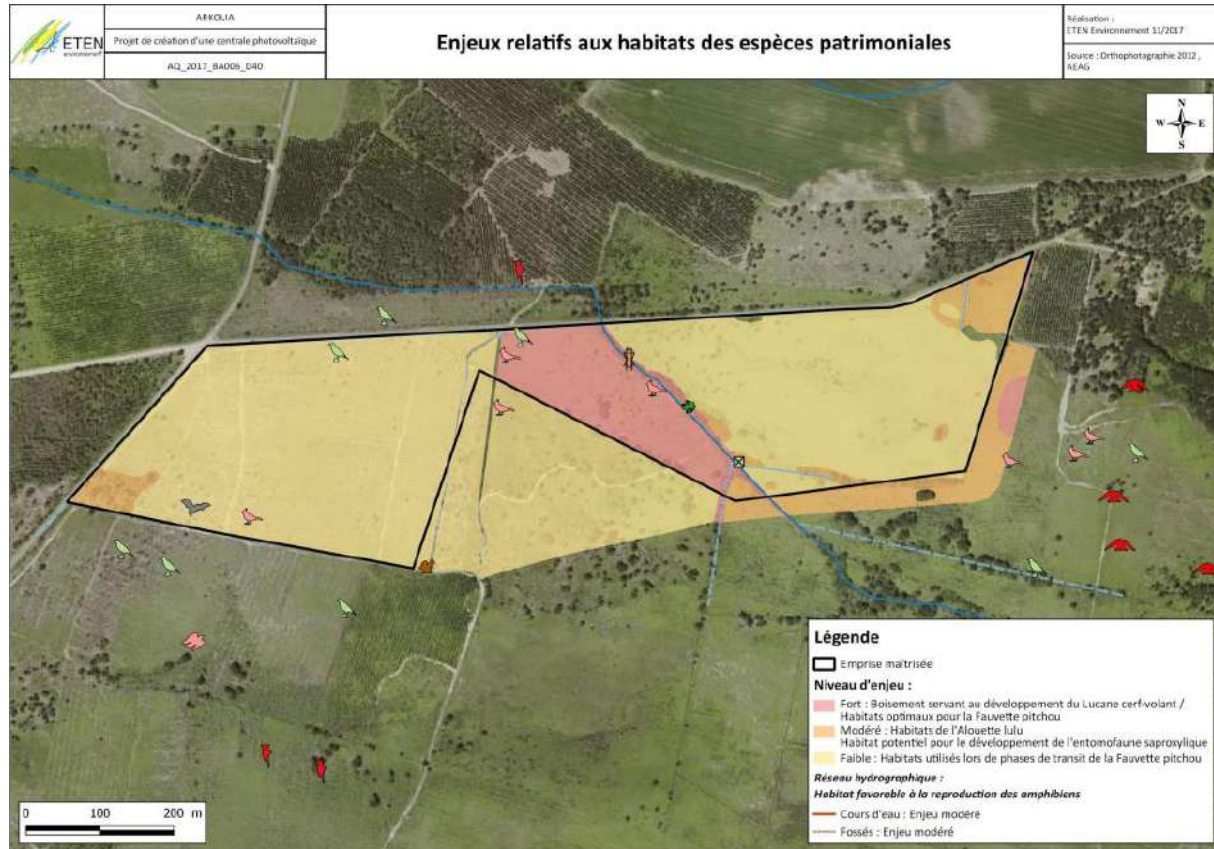 ETEN
environnement
ARKOLIA
Projet de création d'une centrale photovoltaïque
AQ_2017_BA006_040
Enjeux relatifs aux habitats des espèces patrimoniales
Réalisation :
ETEN Environnement 11/2017
Source : Orthophotographie 2012 ,
AEAG
N
W E
S
Légende
Emprise maîtrisée
Niveau d'enjeu :
Fort : Boisement servant au développement du Lucane cerf-volant /
Habitats optimaux pour la Fauvette pitchou
Modéré : Habitats de l'Alouette lulu
Habitat potentiel pour le développement de l'entomofaune saproxylique
Faible : Habitats utilisés lors de phases de transit de la Fauvette pitchou
Réseau hydrographique :
Habitat favorable à la reproduction des amphibiens
Cours d'eau : Enjeu modéré
Fossés : Enjeu modéré
0 100 200 m